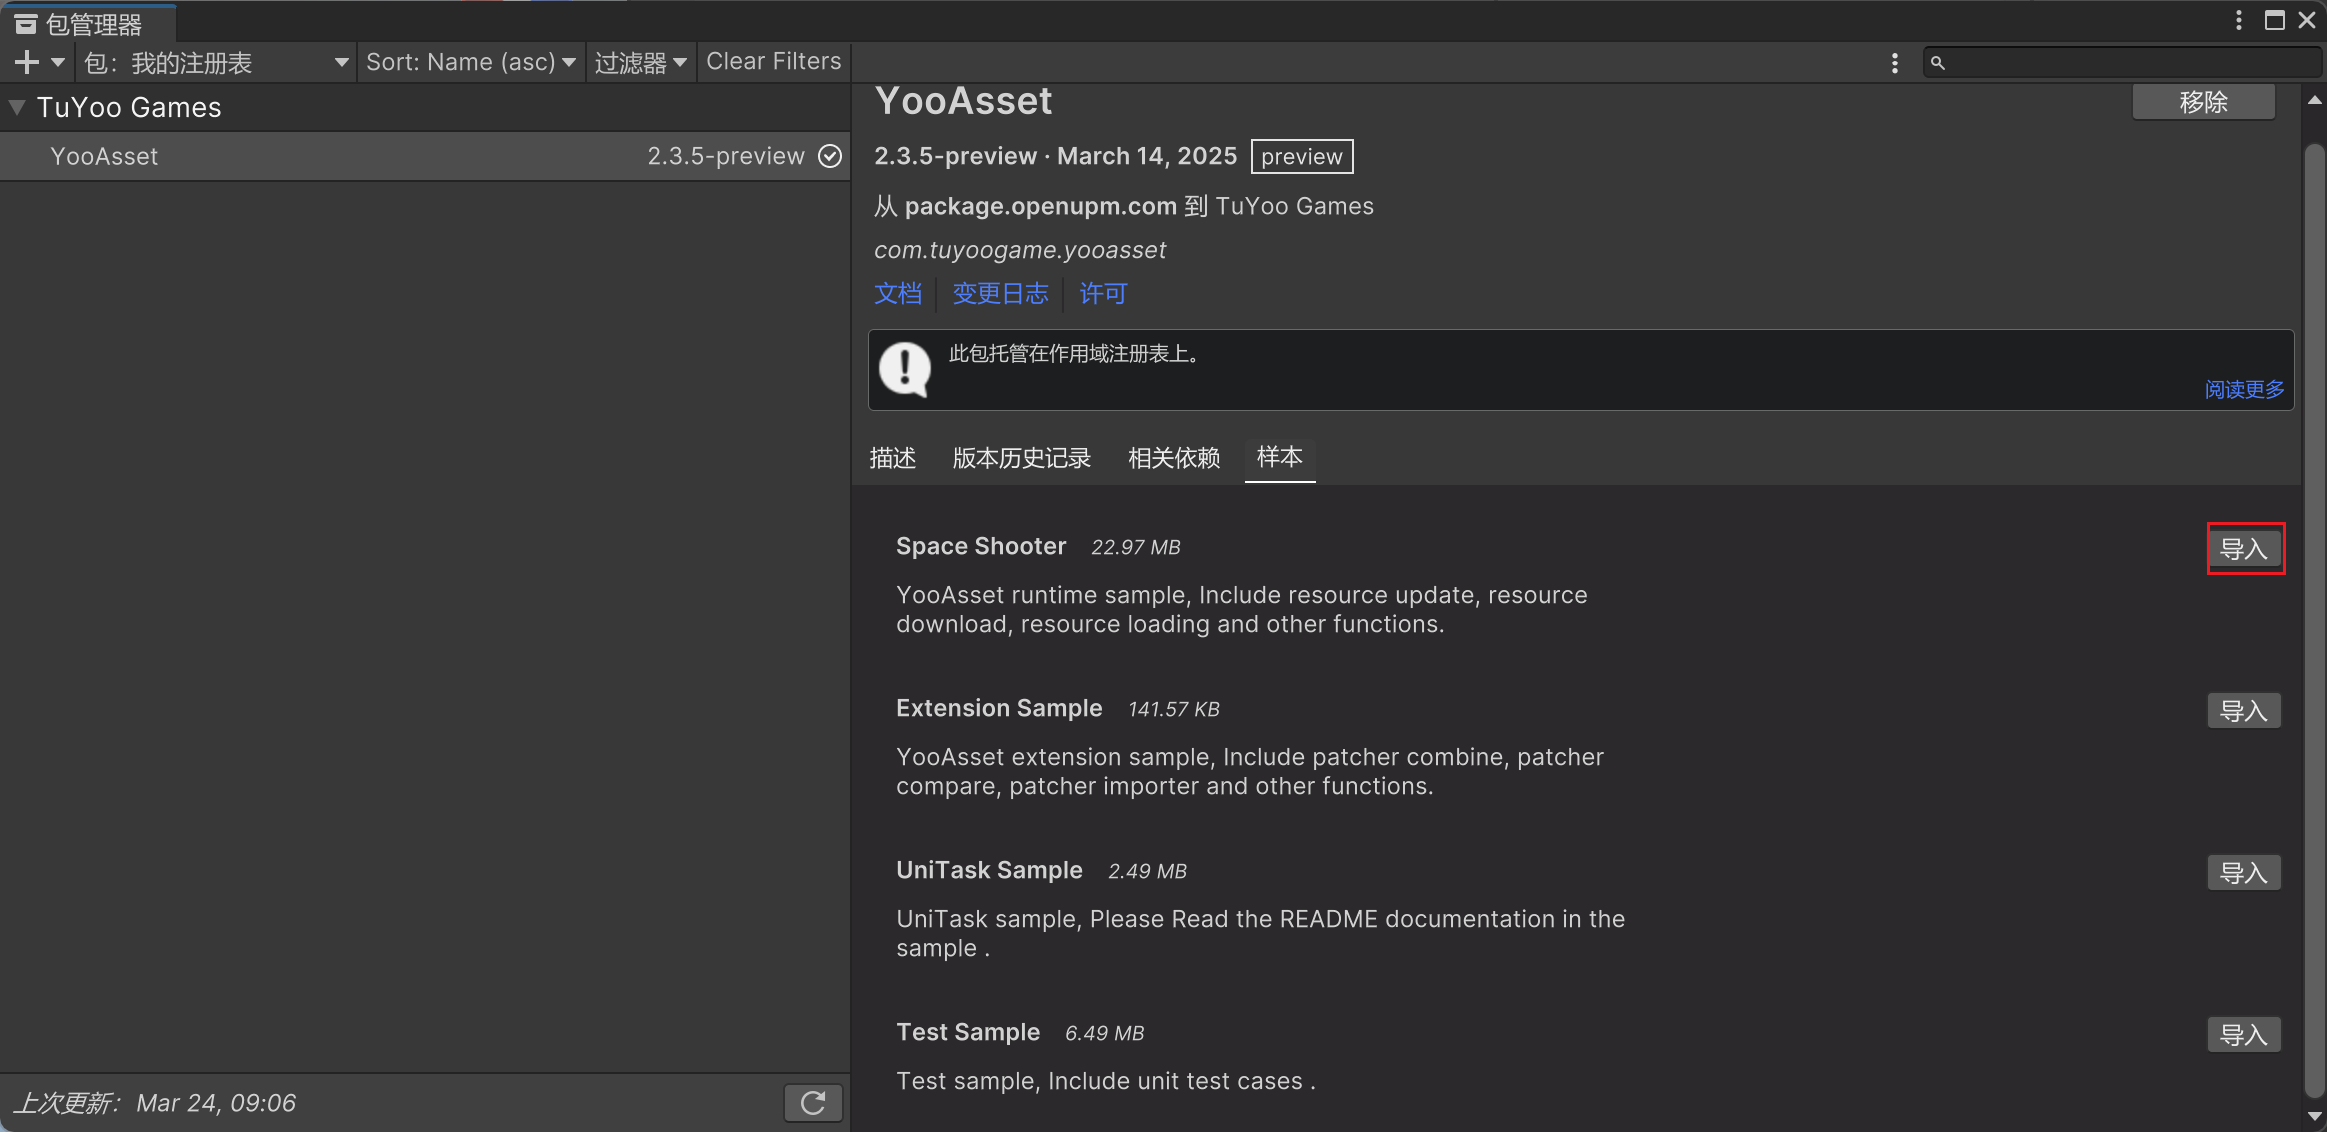 包管理器
包: 我的注册表 Sort: Name (asc) 过滤器 Clear Filters
TuYoo Games
YooAsset 2.3.5-preview
上次更新: Mar 24, 09:06
YooAsset 移除
2.3.5-preview · March 14, 2025 preview
从 package.openupm.com 到 TuYoo Games
com.tuyoogame.yooasset
文档 变更日志 许可
此包托管在作用域注册表上。
阅读更多
描述 版本历史记录 相关依赖 样本
Space Shooter 22.97 MB 导入
YooAsset runtime sample, Include resource update, resource
download, resource loading and other functions.
Extension Sample 141.57 KB 导入
YooAsset extension sample, Include patcher combine, patcher
compare, patcher importer and other functions.
UniTask Sample 2.49 MB 导入
UniTask sample, Please Read the README documentation in the
sample .
Test Sample 6.49 MB 导入
Test sample, Include unit test cases .